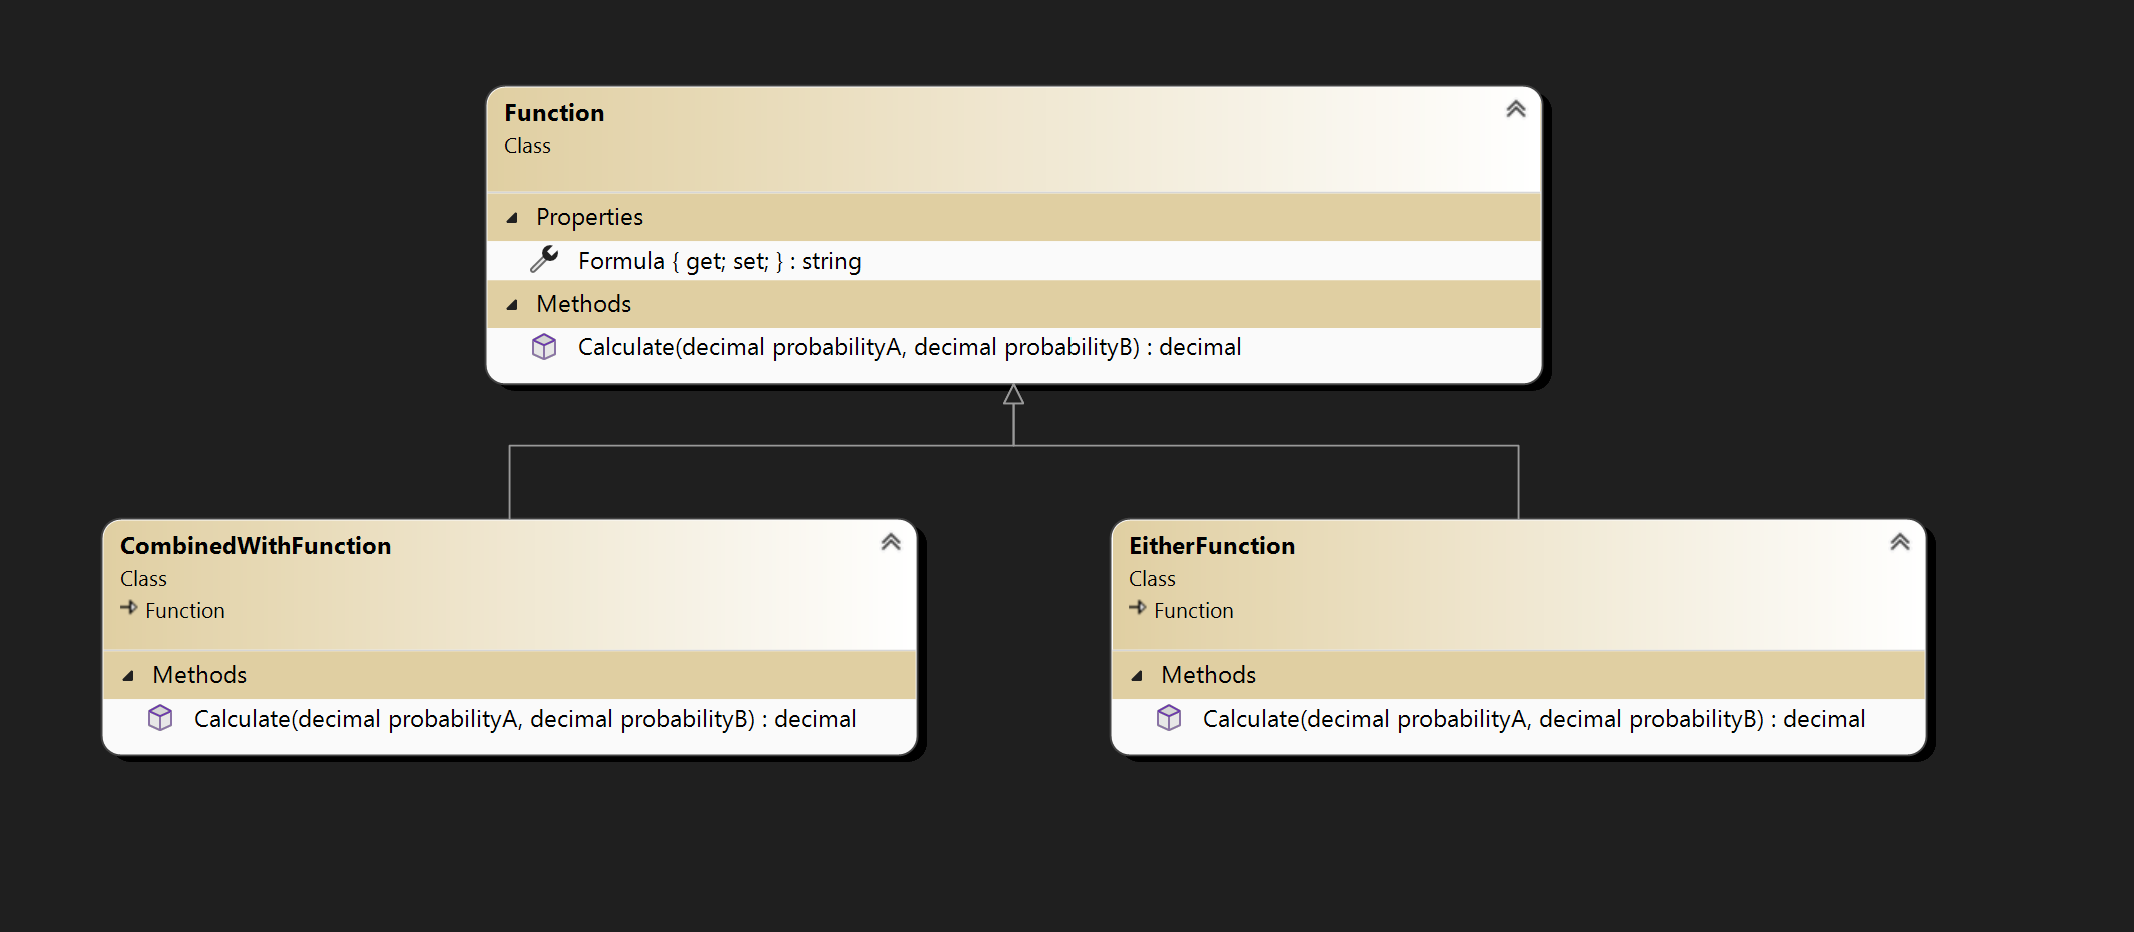 Function
Class
Properties
Formula { get; set; } : string
Methods
Calculate(decimal probabilityA, decimal probabilityB) : decimal
CombinedWithFunction
Class
Function
Methods
Calculate(decimal probabilityA, decimal probabilityB) : decimal
EitherFunction
Class
Function
Methods
Calculate(decimal probabilityA, decimal probabilityB) : decimal